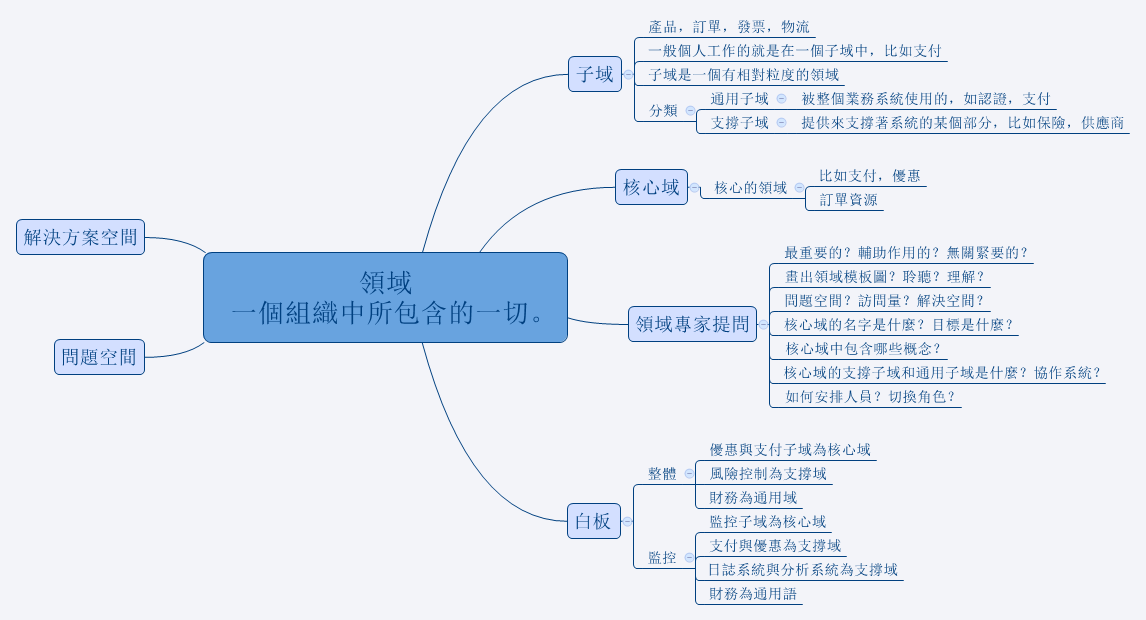 領域
一個組織中所包含的一切。
子域
產品，訂單，發票，物流
一般個人工作的就是在一個子域中，比如支付
子域是一個有相對粒度的領域
分類
通用子域
被整個業務系統使用的，如認證，支付
支撐子域
提供來支撐著系統的某個部分，比如保險，供應商
核心域
核心的領域
比如支付，優惠
訂單資源
領域專家提問
最重要的？輔助作用的？無關緊要的？
畫出領域模板圖？聆聽？理解？
問題空間？訪問量？解決空間？
核心域的名字是什麼？目標是什麼？
核心域中包含哪些概念？
核心域的支撐子域和通用子域是什麼？協作系統？
如何安排人員？切換角色？
白板
整體
優惠與支付子域為核心域
風險控制為支撐域
財務為通用域
監控
監控子域為核心域
支付與優惠為支撐域
日誌系統與分析系統為支撐域
財務為通用語
解決方案空間
問題空間